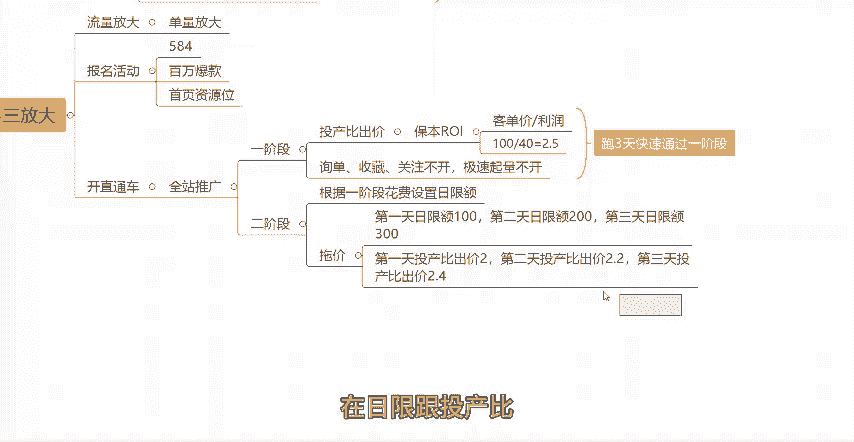 三放大
流量放大
单量放大
报名活动
584
百万爆款
首页资源位
开直通车
全站推广
一阶段
投产比出价
保本ROI
客单价/利润
100/40=2.5
询单、收藏、关注不开，极速起量不开
跑3天快速通过一阶段
二阶段
根据一阶段花费设置日限额
拖价
第一天日限额100，第二天日限额200，第三天日限额
300
第一天投产比出价2，第二天投产比出价2.2，第三天投
产比出价2.4
在日限跟投产比